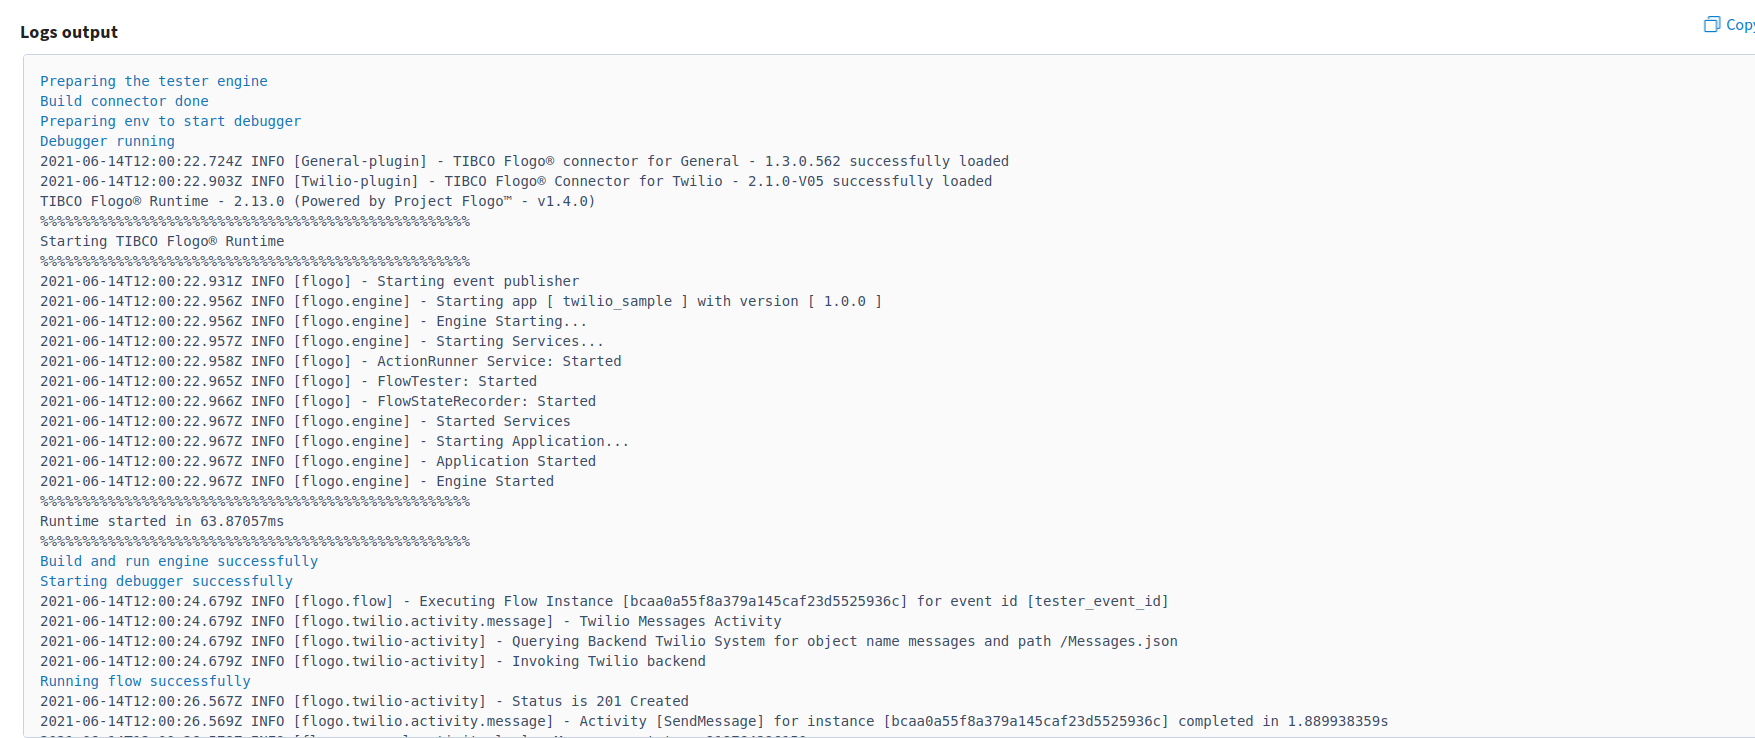 Logs output
Copy
Preparing the tester engine
Build connector done
Preparing env to start debugger
Debugger running
2021-06-14T12:00:22.724Z INFO [General-plugin] - TIBCO Flogo® connector for General - 1.3.0.562 successfully loaded
2021-06-14T12:00:22.903Z INFO [Twilio-plugin] - TIBCO Flogo® Connector for Twilio - 2.1.0-V05 successfully loaded
TIBCO Flogo® Runtime - 2.13.0 (Powered by Project Flogo™ - v1.4.0)
%%%%%%%%%%%%%%%%%%%%%%%%%%%%%%%%%%%%%%%%%%%%%%%%%%%
Starting TIBCO Flogo® Runtime
%%%%%%%%%%%%%%%%%%%%%%%%%%%%%%%%%%%%%%%%%%%%%%%%%%%
2021-06-14T12:00:22.931Z INFO [flogo] - Starting event publisher
2021-06-14T12:00:22.956Z INFO [flogo.engine] - Starting app [ twilio_sample ] with version [ 1.0.0 ]
2021-06-14T12:00:22.956Z INFO [flogo.engine] - Engine Starting...
2021-06-14T12:00:22.957Z INFO [flogo.engine] - Starting Services...
2021-06-14T12:00:22.958Z INFO [flogo] - ActionRunner Service: Started
2021-06-14T12:00:22.965Z INFO [flogo] - FlowTester: Started
2021-06-14T12:00:22.966Z INFO [flogo] - FlowStateRecorder: Started
2021-06-14T12:00:22.967Z INFO [flogo.engine] - Started Services
2021-06-14T12:00:22.967Z INFO [flogo.engine] - Starting Application...
2021-06-14T12:00:22.967Z INFO [flogo.engine] - Application Started
2021-06-14T12:00:22.967Z INFO [flogo.engine] - Engine Started
%%%%%%%%%%%%%%%%%%%%%%%%%%%%%%%%%%%%%%%%%%%%%%%%%%%
Runtime started in 63.87057ms
%%%%%%%%%%%%%%%%%%%%%%%%%%%%%%%%%%%%%%%%%%%%%%%%%%%
Build and run engine successfully
Starting debugger successfully
2021-06-14T12:00:24.679Z INFO [flogo.flow] - Executing Flow Instance [bcaa0a55f8a379a145caf23d5525936c] for event id [tester_event_id]
2021-06-14T12:00:24.679Z INFO [flogo.twilio.activity.message] - Twilio Messages Activity
2021-06-14T12:00:24.679Z INFO [flogo.twilio-activity] - Querying Backend Twilio System for object name messages and path /Messages.json
2021-06-14T12:00:24.679Z INFO [flogo.twilio-activity] - Invoking Twilio backend
Running flow successfully
2021-06-14T12:00:26.567Z INFO [flogo.twilio-activity] - Status is 201 Created
2021-06-14T12:00:26.569Z INFO [flogo.twilio.activity.message] - Activity [SendMessage] for instance [bcaa0a55f8a379a145caf23d5525936c] completed in 1.889938359s